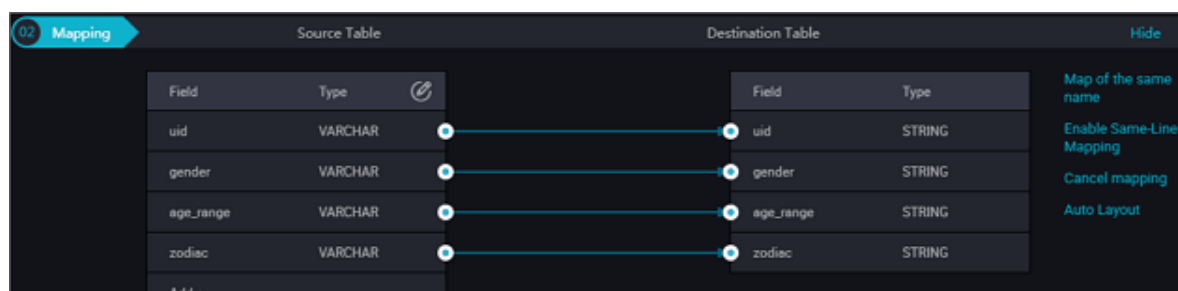 02 Mapping Source Table Destination Table Hide
Field Type Field Type Map of the same
name
uid VARCHAR uid STRING Enable Same-Line
Mapping
gender VARCHAR gender STRING Cancel mapping
age_range VARCHAR age_range STRING Auto Layout
zodiac VARCHAR zodiac STRING